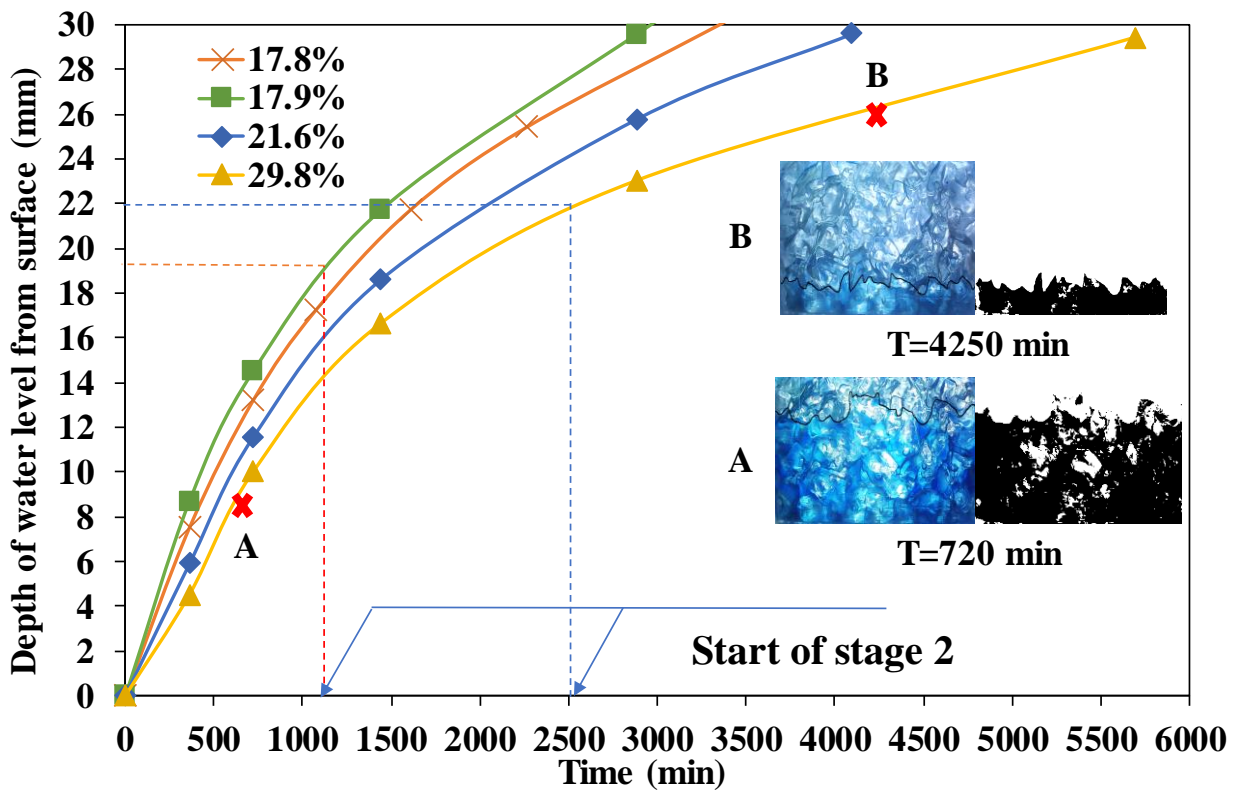 Depth of water level from surface (mm)
30
28
26
24
22
20
18
16
14
12
10
8
6
4
2
0
17.8%
17.9%
21.6%
29.8%
B
B
T=4250 min
A
T=720 min
A
Start of stage 2
0 500 1000 1500 2000 2500 3000 3500 4000 4500 5000 5500 6000
Time (min)